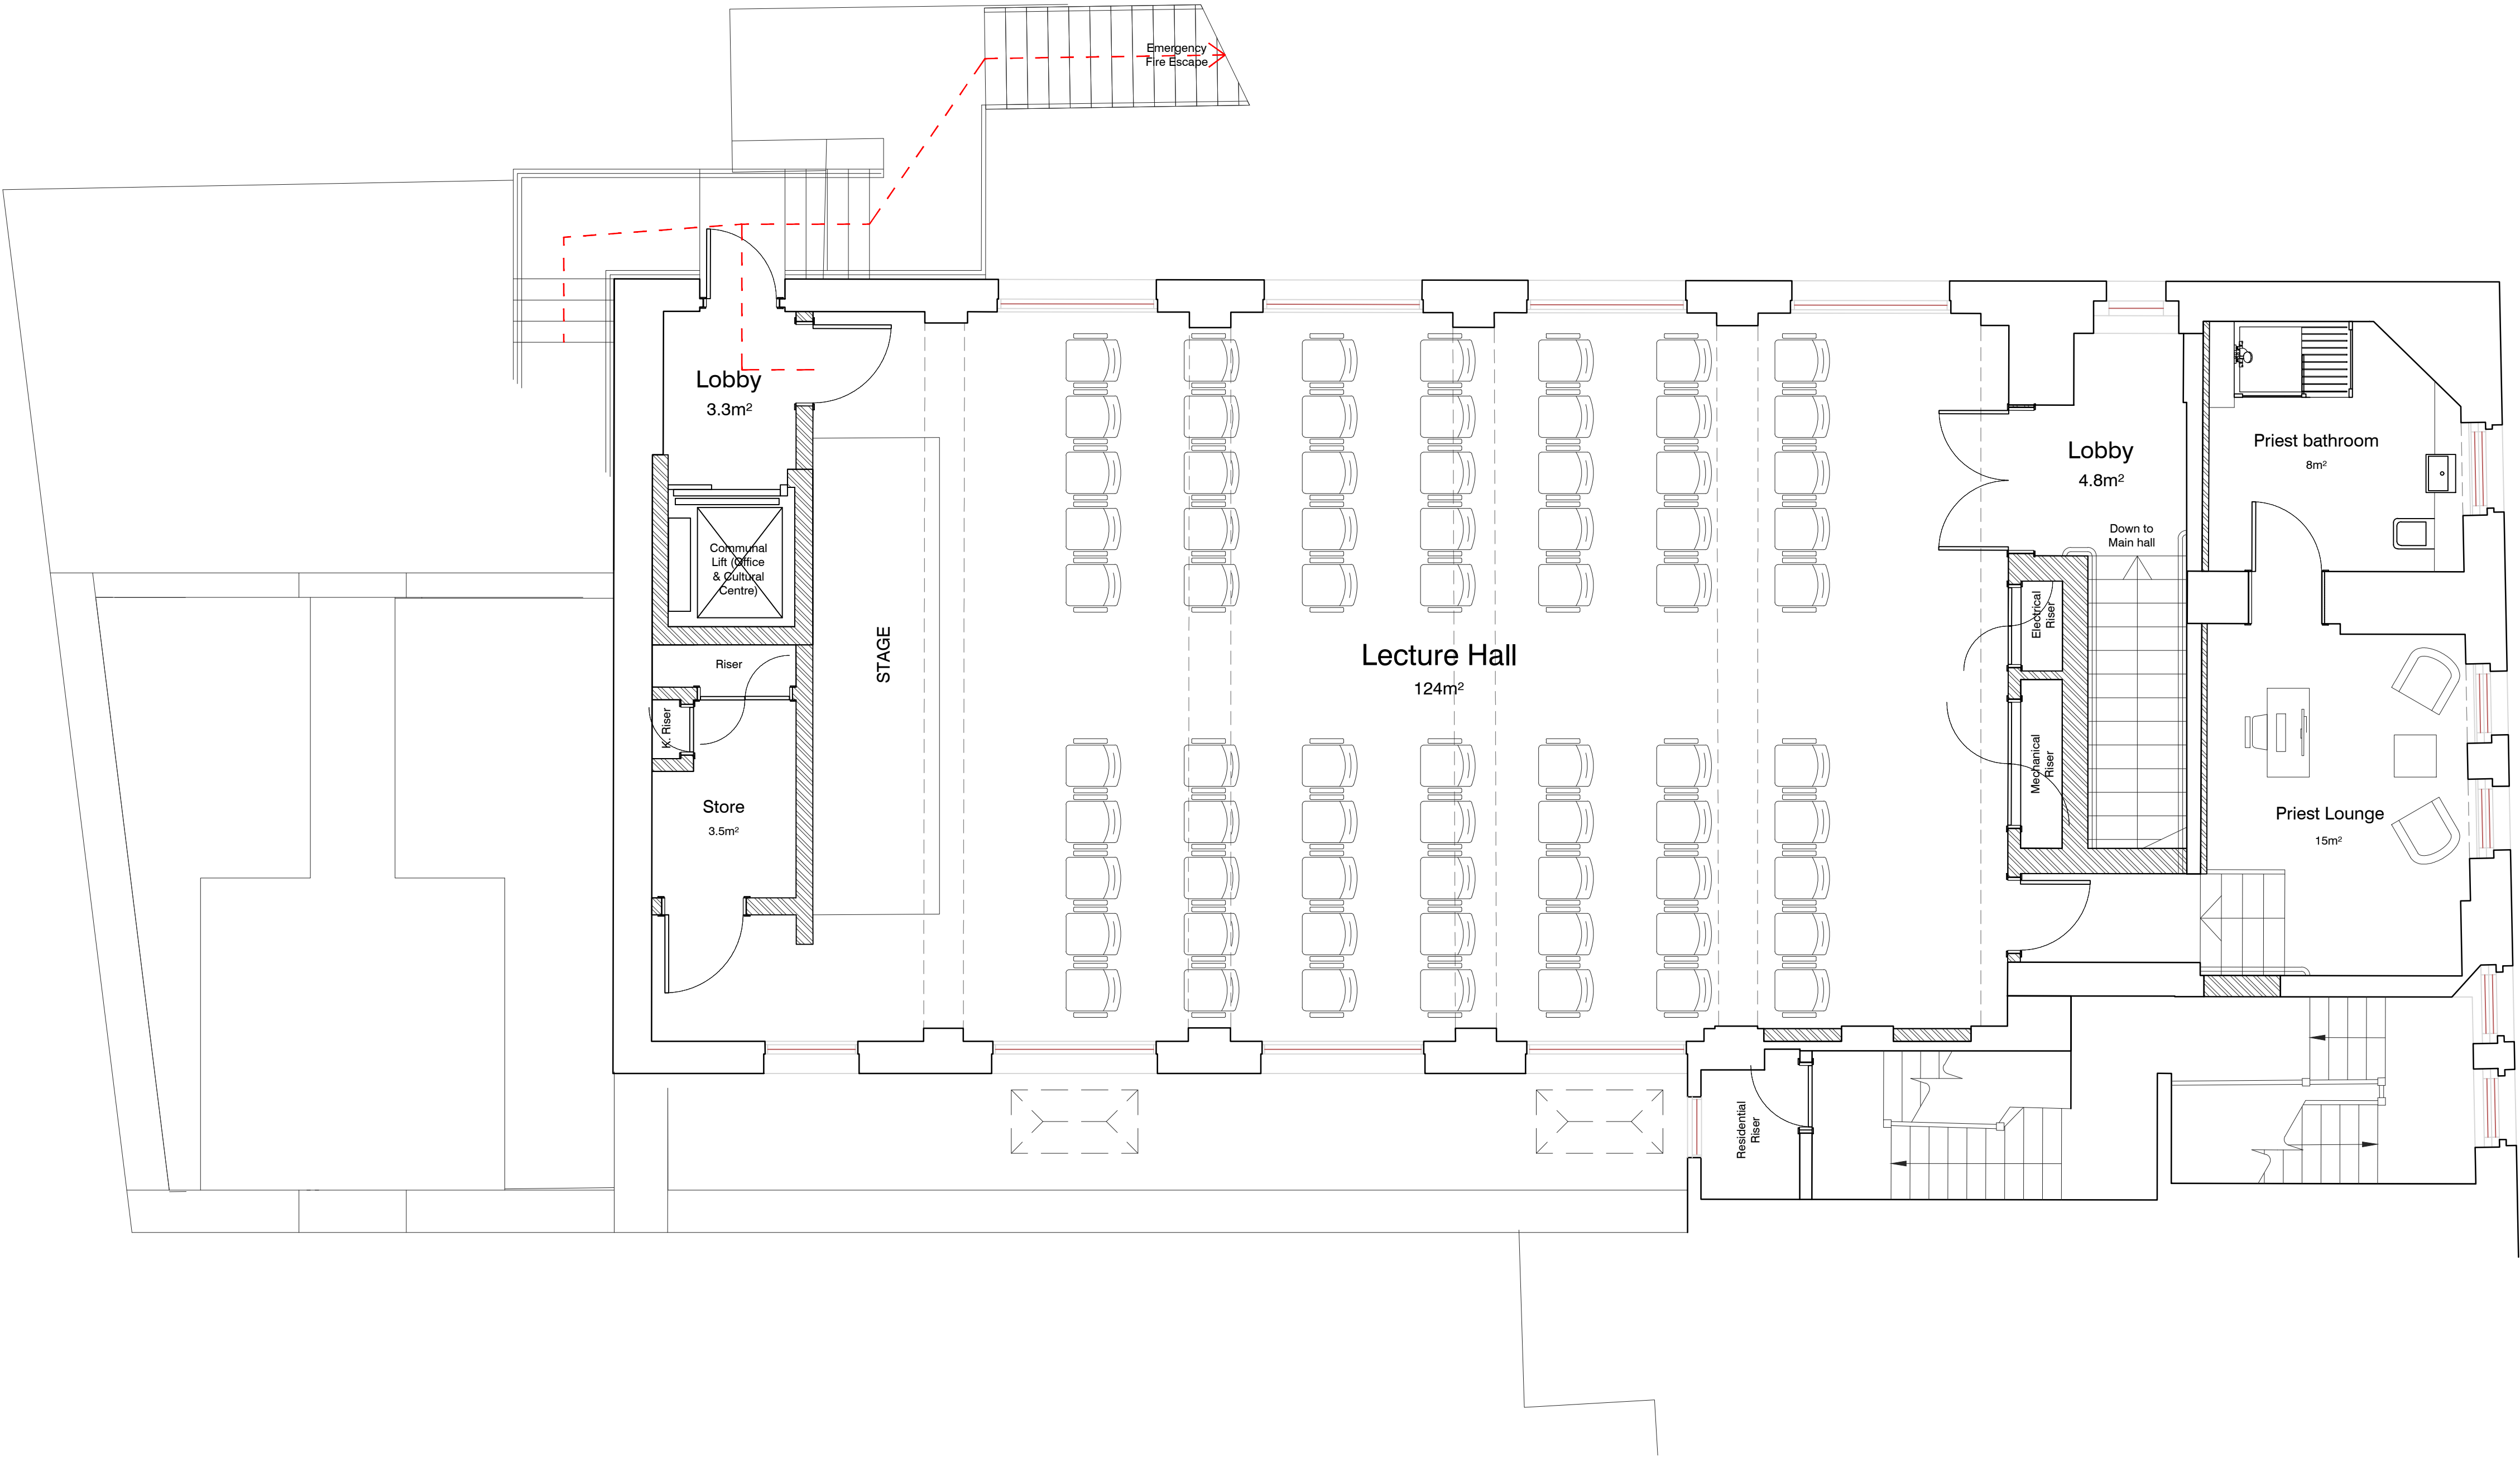 Emergency
Fire Escape
Lobby
3.3m²
Communal
Lift (Office
& Cultural
Centre)
Riser
K. Riser
Store
3.5m²
STAGE
Lecture Hall
124m²
Lobby
4.8m²
Down to
Main hall
Electrical
Riser
Mechanical
Riser
Priest bathroom
8m²
Priest Lounge
15m²
Residential
Riser